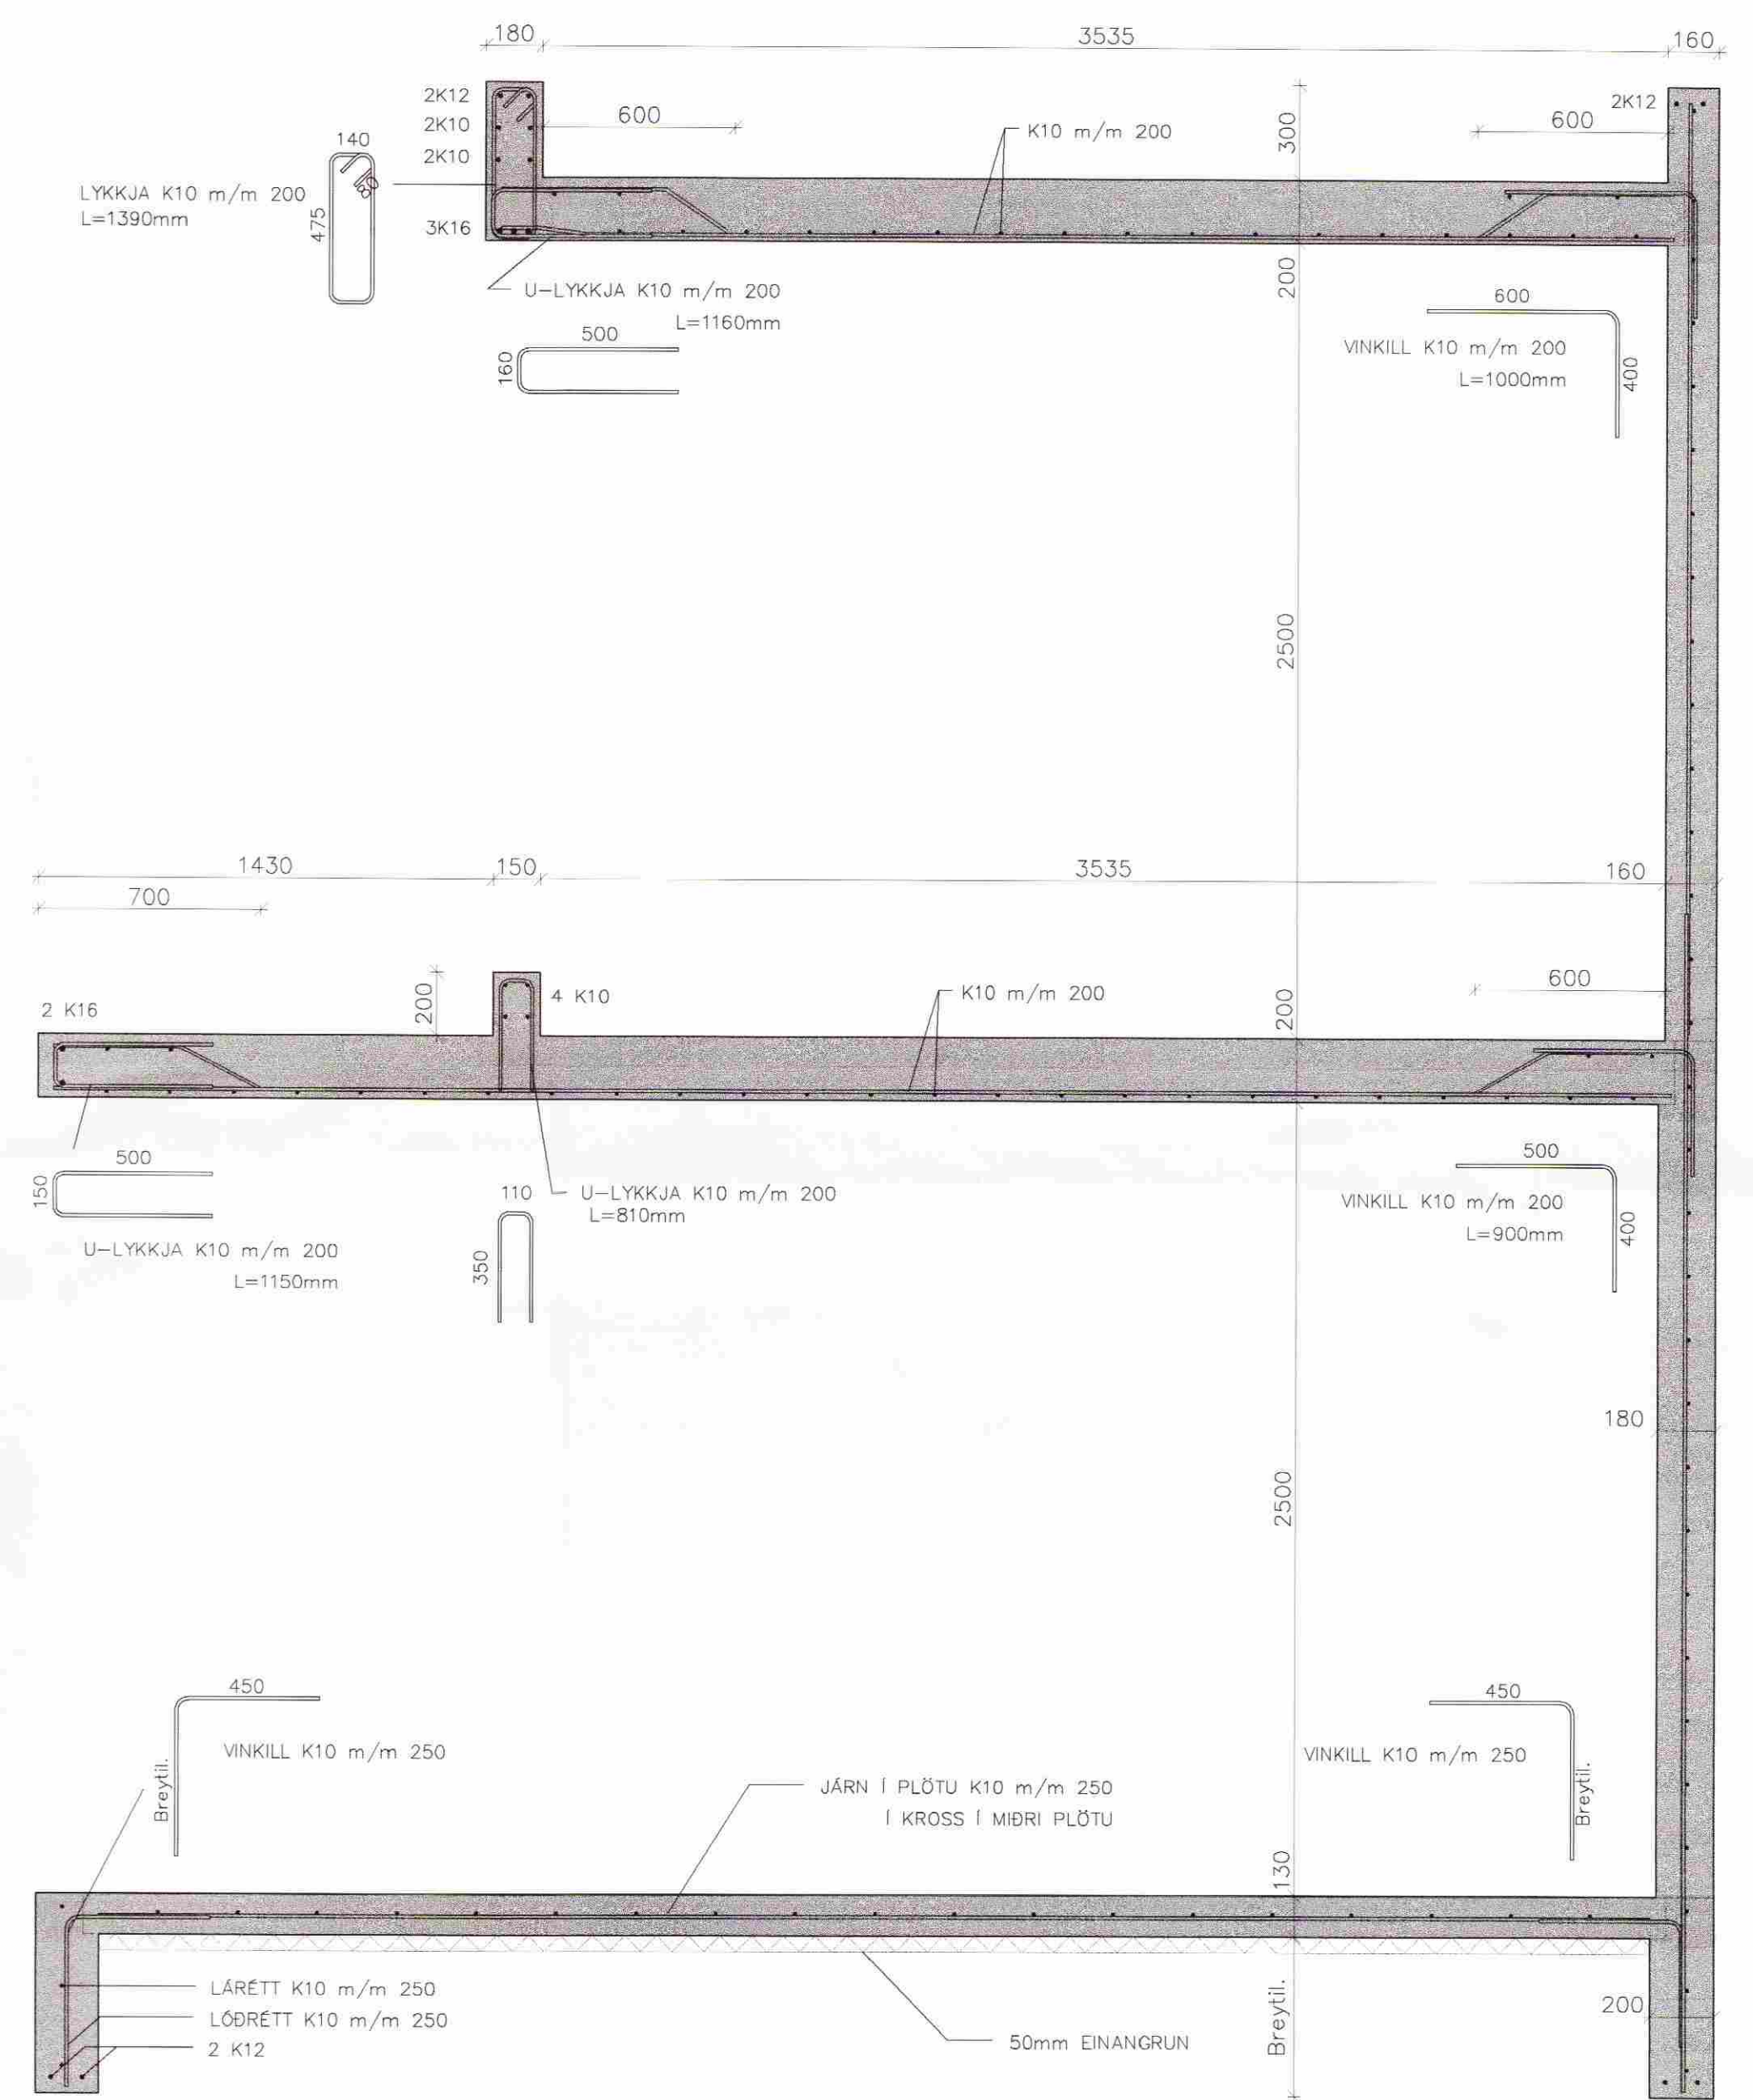 180
3535
160
2K12
2K10
2K10
3K16
600
K10 m/m 200
300
600
2K12
140
475
LYKKJA K10 m/m 200
L=1390mm
U-LYKKJA K10 m/m 200
L=1160mm
500
160
200
600
VINKILL K10 m/m 200
L=1000mm
400
2500
1430
150
3535
160
700
2 K16
200
4 K10
K10 m/m 200
200
600
500
150
U-LYKKJA K10 m/m 200
L=1150mm
110
350
U-LYKKJA K10 m/m 200
L=810mm
500
VINKILL K10 m/m 200
L=900mm
400
180
2500
450
VINKILL K10 m/m 250
Breytil.
450
VINKILL K10 m/m 250
Breytil.
JÁRN Í PLÖTU K10 m/m 250
Í KROSS Í MIÐRI PLÖTU
130
LÁRÉTT K10 m/m 250
LÓÐRÉTT K10 m/m 250
2 K12
50mm EINANGRUN
Breytil.
200